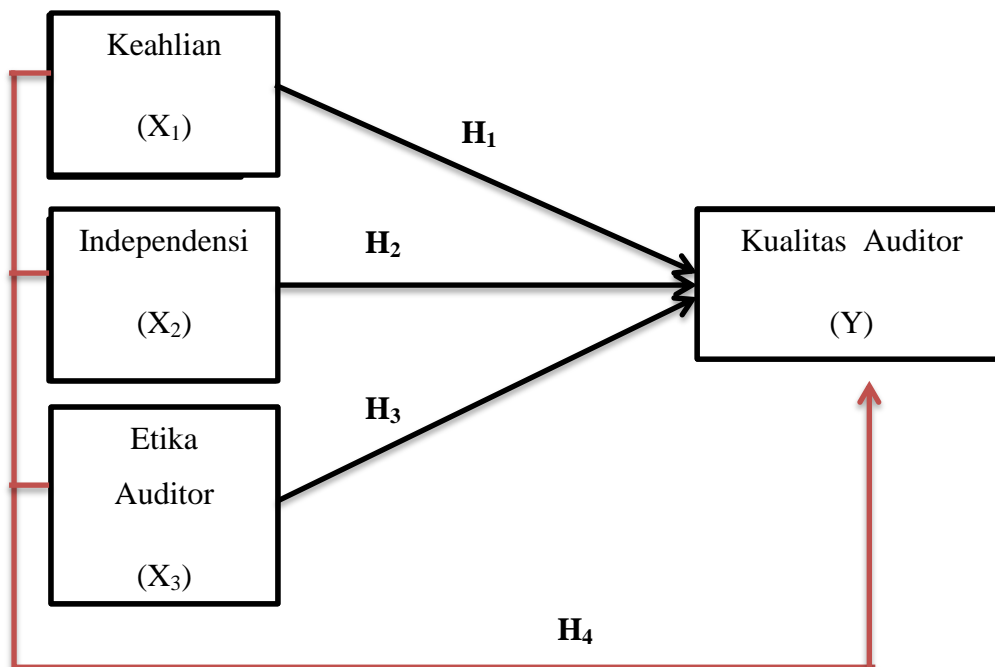 Keahlian
(X₁)
H₁
Independensi
(X₂)
H₂
Kualitas Auditor
(Y)
Etika
Auditor
(X₃)
H₃
H₄